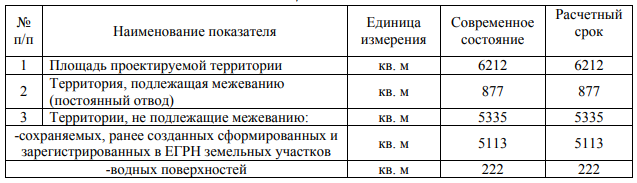 № п/п Наименование показателя Единица измерения Современное состояние Расчетный срок
1 Площадь проектируемой территории кв. м 6212 6212
2 Территория, подлежащая межеванию (постоянный отвод) кв. м 877 877
3 Территории, не подлежащие межеванию: кв. м 5335 5335
-сохраняемых, ранее созданных сформированных и зарегистрированных в ЕГРН земельных участков кв. м 5113 5113
-водных поверхностей кв. м 222 222